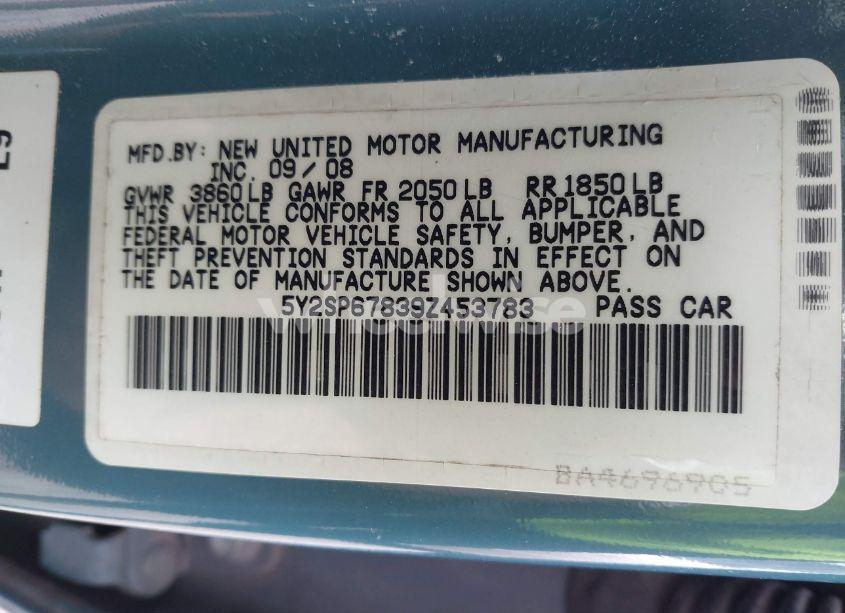 MFD.BY: NEW UNITED MOTOR MANUFACTURING
INC. 09/08
GVWR 3860LB GAWR FR 2050LB RR 1850LB
THIS VEHICLE CONFORMS TO ALL APPLICABLE
FEDERAL MOTOR VEHICLE SAFETY, BUMPER, AND
THEFT PREVENTION STANDARDS IN EFFECT ON
THE DATE OF MANUFACTURE SHOWN ABOVE.
5Y2SP67839Z453783 PASS CAR
BA4696905